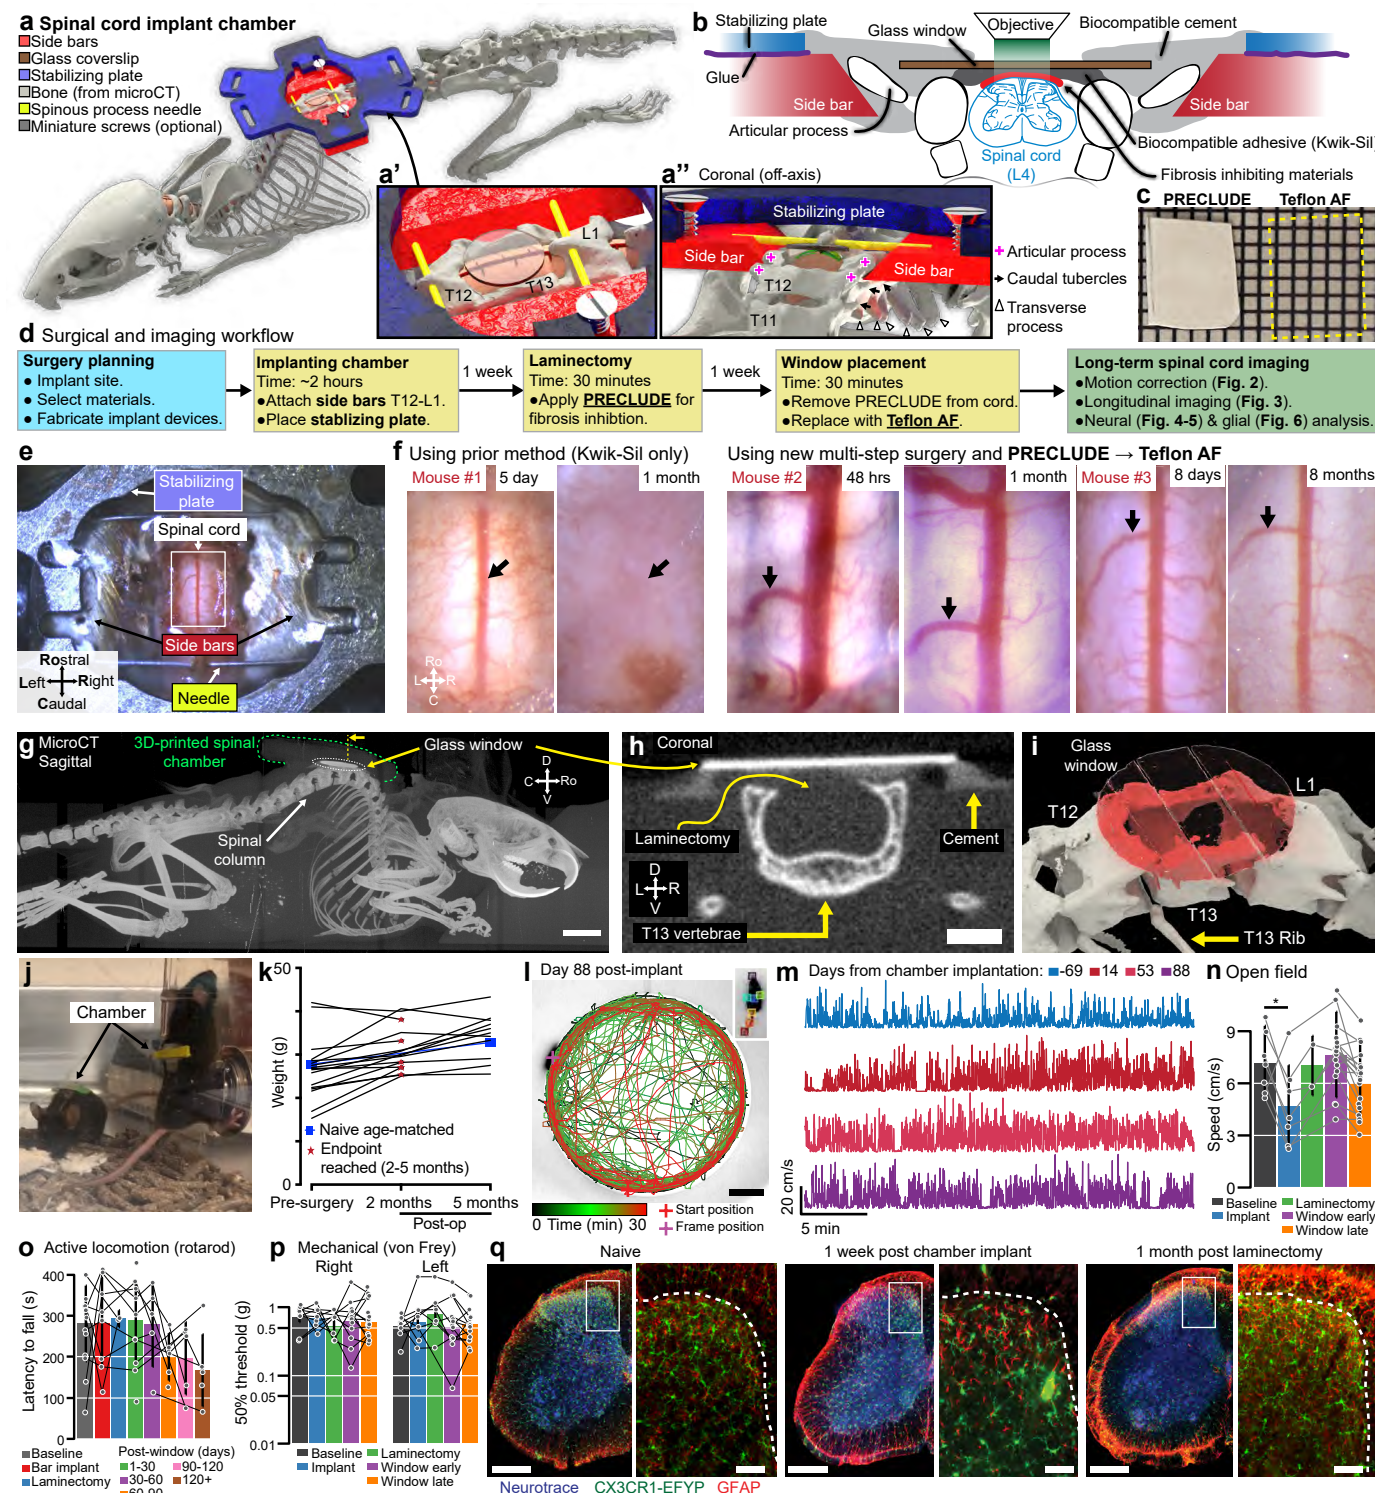 a Spinal cord implant chamber
Side bars
Glass coverslip
Stabilizing plate
Bone (from microCT)
Spinous process needle
Miniature screws (optional)
a'
T12
T13
L1
a''
Coronal (off-axis)
Stabilizing plate
Side bar
Side bar
T12
T11
Articular process
Caudal tubercles
Transverse
process
b
Stabilizing plate
Glass window
Objective
Biocompatible cement
Glue
Side bar
Side bar
Articular process
Spinal cord
(L4)
Biocompatible adhesive (Kwik-Sil)
Fibrosis inhibiting materials
c
PRECLUDE
Teflon AF
d Surgical and imaging workflow
Surgery planning
● Implant site.
● Select materials.
● Fabricate implant devices.
Implanting chamber
Time: ~2 hours
●Attach side bars T12-L1.
●Place stablizing plate.
1 week
Laminectomy
Time: 30 minutes
●Apply PRECLUDE for
fibrosis inhibtion.
1 week
Window placement
Time: 30 minutes
●Remove PRECLUDE from cord.
●Replace with Teflon AF.
Long-term spinal cord imaging
●Motion correction (Fig. 2).
●Longitudinal imaging (Fig. 3).
●Neural (Fig. 4-5) & glial (Fig. 6) analysis.
e
Stabilizing
plate
Spinal cord
Side bars
Needle
Rostral
Left
Right
Caudal
f Using prior method (Kwik-Sil only)
Using new multi-step surgery and PRECLUDE → Teflon AF
Mouse #1
5 day
1 month
Mouse #2
48 hrs
1 month
Mouse #3
8 days
8 months
Ro
L
R
C
g MicroCT
Sagittal
3D-printed spinal
chamber
Glass window
D
C
Ro
V
Spinal
column
h Coronal
Laminectomy
Cement
D
L
R
V
T13 vertebrae
i
Glass
window
T12
L1
T13
T13 Rib
j
Chamber
k
50
Weight (g)
0
Naive age-matched
Endpoint
reached (2-5 months)
Pre-surgery
2 months
5 months
Post-op
l Day 88 post-implant
0 Time (min) 30
Start position
Frame position
m Days from chamber implantation: -69 14 53 88
20 cm/s
5 min
n Open field
*
Speed (cm/s)
9
6
3
0
Baseline
Implant
Laminectomy
Window early
Window late
o Active locomotion (rotarod)
Latency to fall (s)
400
300
200
100
0
Baseline
Bar implant
Laminectomy
Post-window (days)
1-30
30-60
60-90
90-120
120+
p Mechanical (von Frey)
Right
Left
50% threshold (g)
1
0.5
0.1
0.05
0.01
Baseline
Implant
Laminectomy
Window early
Window late
q
Naive
1 week post chamber implant
1 month post laminectomy
Neurotrace
CX3CR1-EFYP
GFAP